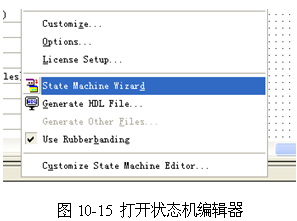 Customize...
Options...
License Setup...
les
State Machine Wizard
Generate HDL File...
Generate Other Files...
Use Rubberbanding
Customize State Machine Editor...
图 10-15 打开状态机编辑器